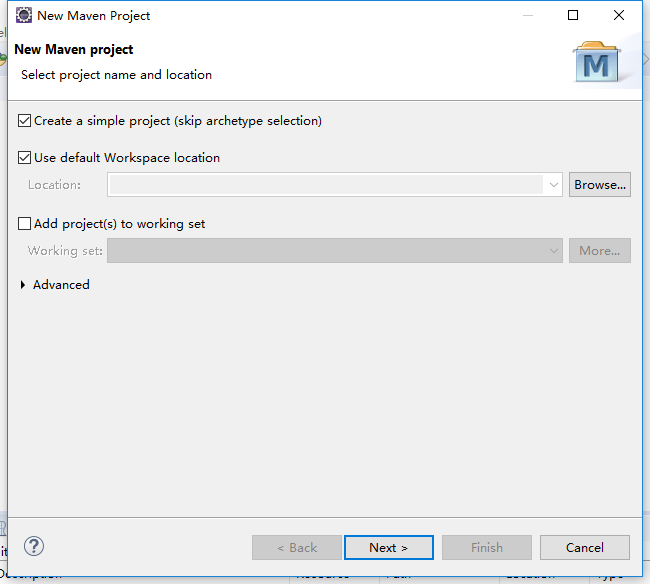 New Maven Project
New Maven project
Select project name and location
M
Create a simple project (skip archetype selection)
Use default Workspace location
Location:
Browse...
Add project(s) to working set
Working set:
More...
Advanced
?
< Back
Next >
Finish
Cancel